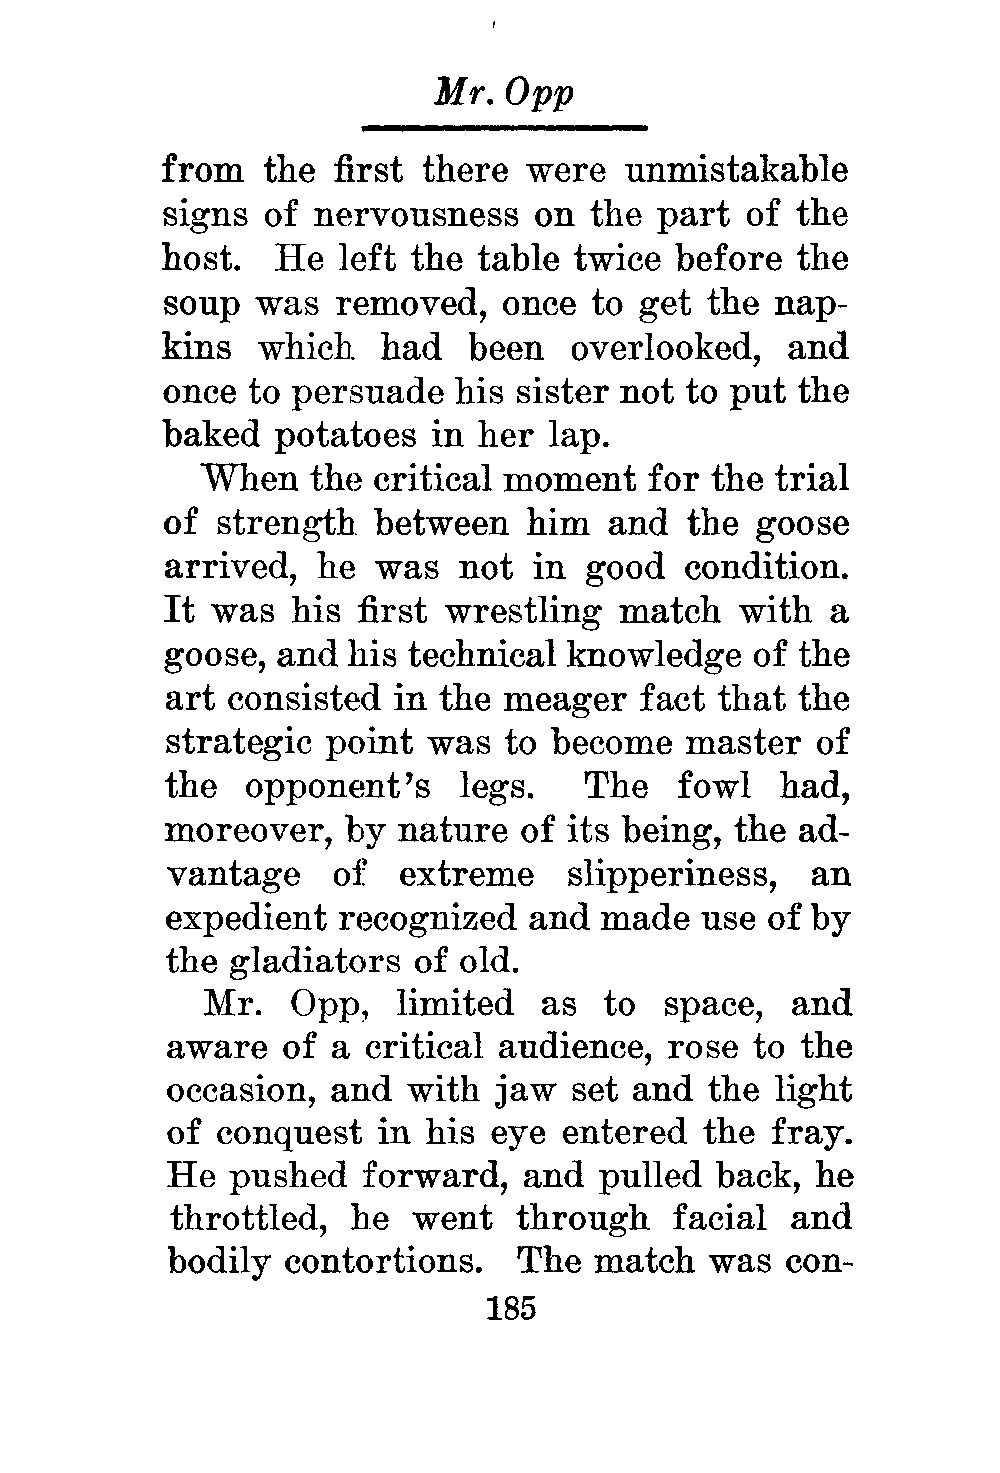 Mr. Opp
from the first there were unmistakable
signs of nervousness on the part of the
host. He left the table twice before the
soup was removed, once to get the nap-
kins which had been overlooked, and
once to persuade his sister not to put the
baked potatoes in her lap.
When the critical moment for the trial
of strength between him and the goose
arrived, he was not in good condition.
It was his first wrestling match with a
goose, and his technical knowledge of the
art consisted in the meager fact that the
strategic point was to become master of
the opponent's legs. The fowl had,
moreover, by nature of its being, the ad-
vantage of extreme slipperiness, an
expedient recognized and made use of by
the gladiators of old.
Mr. Opp, limited as to space, and
aware of a critical audience, rose to the
occasion, and with jaw set and the light
of conquest in his eye entered the fray.
He pushed forward, and pulled back, he
throttled, he went through facial and
bodily contortions. The match was con-
185